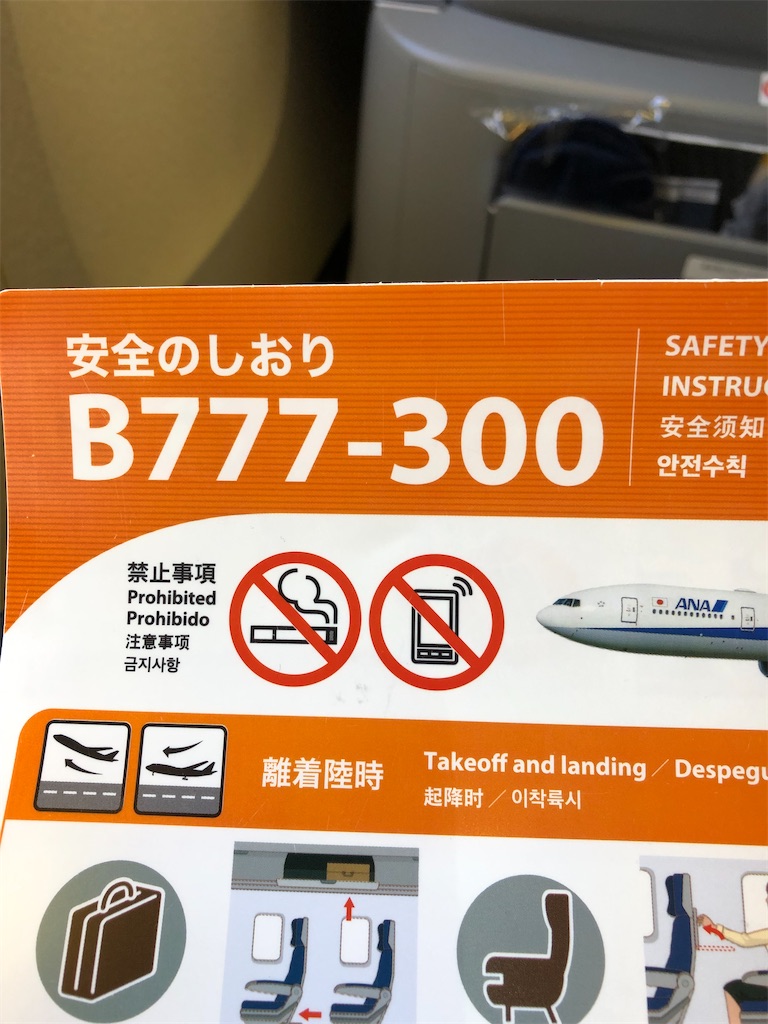 安全のしおり
B777-300
SAFETY
安全须知
안전수칙
禁止事項
Prohibited
Prohibido
注意事项
금지사항
ANA
離着陸時
Takeoff and landing /
起降时 / 이착륙시